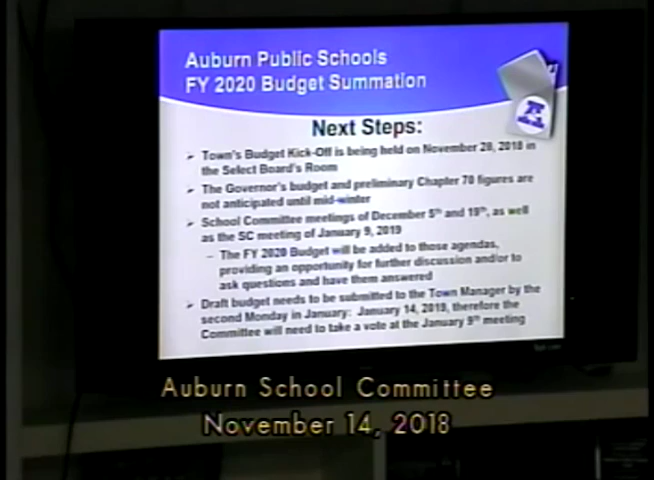 Auburn Public Schools
FY 2020 Budget Summation
Next Steps:
Town's Budget Kick-Off is being held on November 28, 2018 in
the Select Board's Room
The Governor's budget and preliminary Chapter 70 figures are
not anticipated until mid-winter
School Committee meetings of December 5th and 19th, as well
as the SC meeting of January 9, 2019
– The FY 2020 Budget will be added to those agendas,
providing an opportunity for further discussion and/or to
ask questions and have them answered
Draft budget needs to be submitted to the Town Manager by the
second Monday in January: January 14, 2019, therefore the
Committee will need to take a vote at the January 9th meeting
Auburn School Committee
November 14, 2018